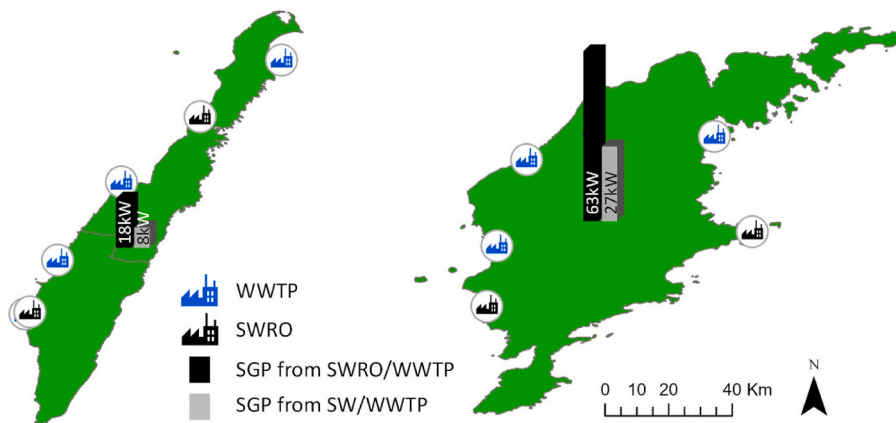 18kW
8kW
63kW
27kW
WWTP
SWRO
SGP from SWRO/WWTP
SGP from SW/WWTP
N
0 10 20 40 Km